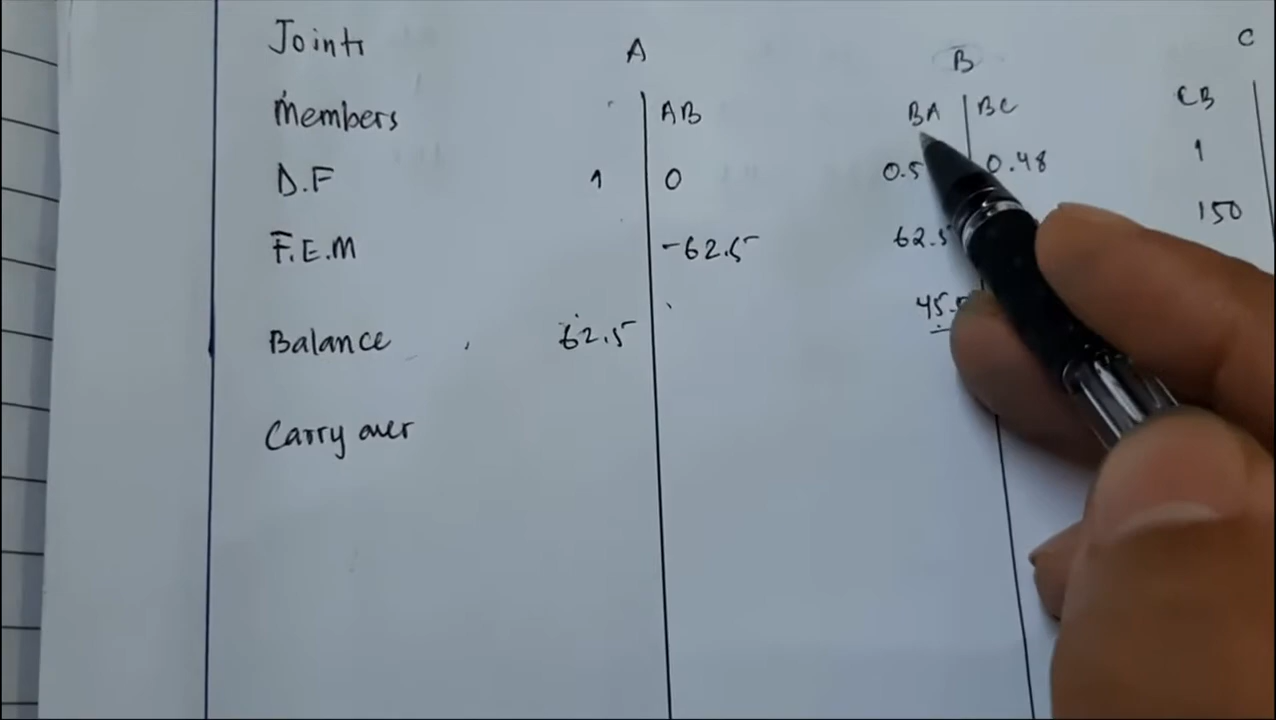 Joints A B C
Members AB BA BC CB
D.F 1 0 0.5 0.48 1
F.E.M -62.5 62.5 150
Balance 62.5 45.
Carry over